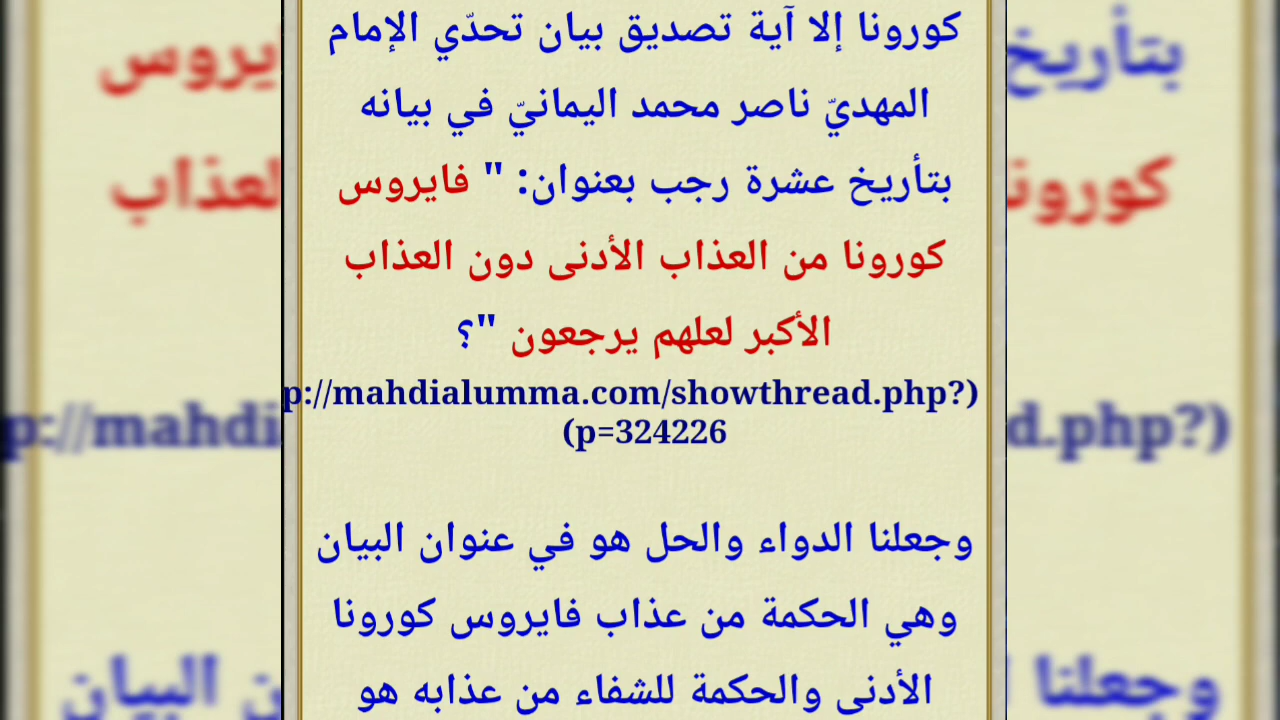 كورونا إلا آية تصديق بيان تحدّي الإمام
المهديّ ناصر محمد اليمانيّ في بيانه
بتأريخ عشرة رجب بعنوان: " فايروس
كورونا من العذاب الأدنى دون العذاب
الأكبر لعلهم يرجعون "؟
p://mahdialumma.com/showthread.php?)
(p=324226
وجعلنا الدواء والحل هو في عنوان البيان
وهي الحكمة من عذاب فايروس كورونا
الأدنى والحكمة للشفاء من عذابه هو